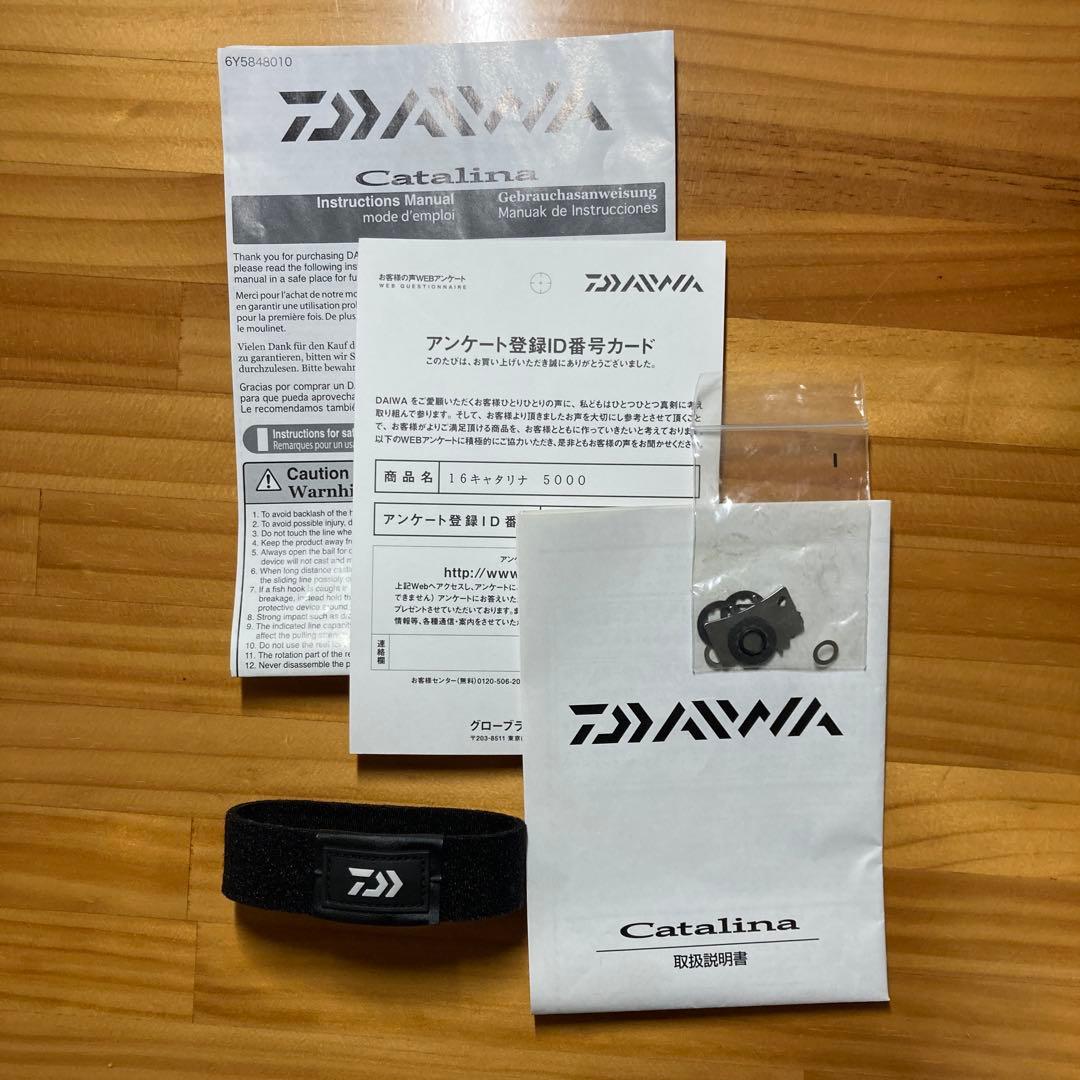 6Y5848010
DAIWA
Catalina
Instructions Manual
mode d'emploi
Gebrauchasanweisung
Manuak de Instrucciones
Thank you for purchasing
please read the following
manual in a safe place for
Merci pour l'achat de notre
en garantir une utilisation
pour la première fois. De
le moulinet.
Vielen Dank für den Kauf
zu garantieren, bitten wir
durchzulesen. Bitte
Gracias por comprar un
para que pueda
Le recomendamos
Instructions for
Remarques pour un
Caution
1. To avoid backlash of the
2. To avoid possible injury,
3. Do not touch the line
4. Keep the product away
5. Always open the bail for
device will not cast and
6. When long distance
the sliding line possibly
7. If a fish hook is caught
breakage, instead hold
protective device around
8. Strong impact such as
9. The indicated line capacity
affect the pulling
10. Do not use the reel
11. The rotation part of the
12. Never disassemble the
お客様の声WEBアンケート
WEB QUESTIONNAIRE
DAIWA
アンケート登録ID番号カード
このたびは、お買い上げいただき誠にありがとうございました。
DAIWA をご愛顧いただくお客様ひとりひとりの声に、私どもはひとつひとつ真剣に考え
取り組んで参ります。そして、お客様より頂きましたお声を大切にし参考とさせて頂くこと
で、お客様がよりご満足頂ける商品を、お客様とともに作っていきたいと考えております。
以下のWEBアンケートに積極的にご協力いただき、是非ともお客様の声をお聞かせください。
商品名
16キャタリナ 5000
アンケート登録ID番
http://www
上記Webへアクセスし、アンケートに
できません)アンケートにお答えいた
プレゼントさせていただいております。
情報等、各種通信・案内をさせていた
連絡欄
お客様センター(無料)0120-506-20
グローブラ
〒203-8511 東京
DAIWA
Catalina
取扱説明書